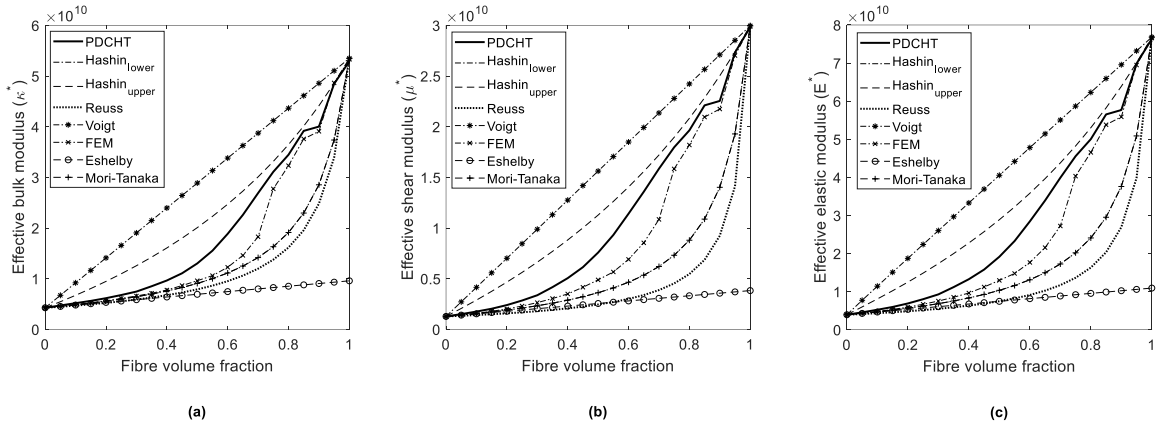 × 10^10
6
5
4
3
2
1
0
Effective bulk modulus (κ*)
PDCHT
Hashin_lower
Hashin_upper
Reuss
Voigt
FEM
Eshelby
Mori-Tanaka
0 0.2 0.4 0.6 0.8 1
Fibre volume fraction
(a)
× 10^10
3
2.5
2
1.5
1
0.5
0
Effective shear mudulus (μ*)
PDCHT
Hashin_lower
Hashin_upper
Reuss
Voigt
FEM
Eshelby
Mori-Tanaka
0 0.2 0.4 0.6 0.8 1
Fibre volume fraction
(b)
× 10^10
8
7
6
5
4
3
2
1
0
Effective elastic modulus (E*)
PDCHT
Hashin_lower
Hashin_upper
Reuss
Voigt
FEM
Eshelby
Mori-Tanaka
0 0.2 0.4 0.6 0.8 1
Fibre volume fraction
(c)